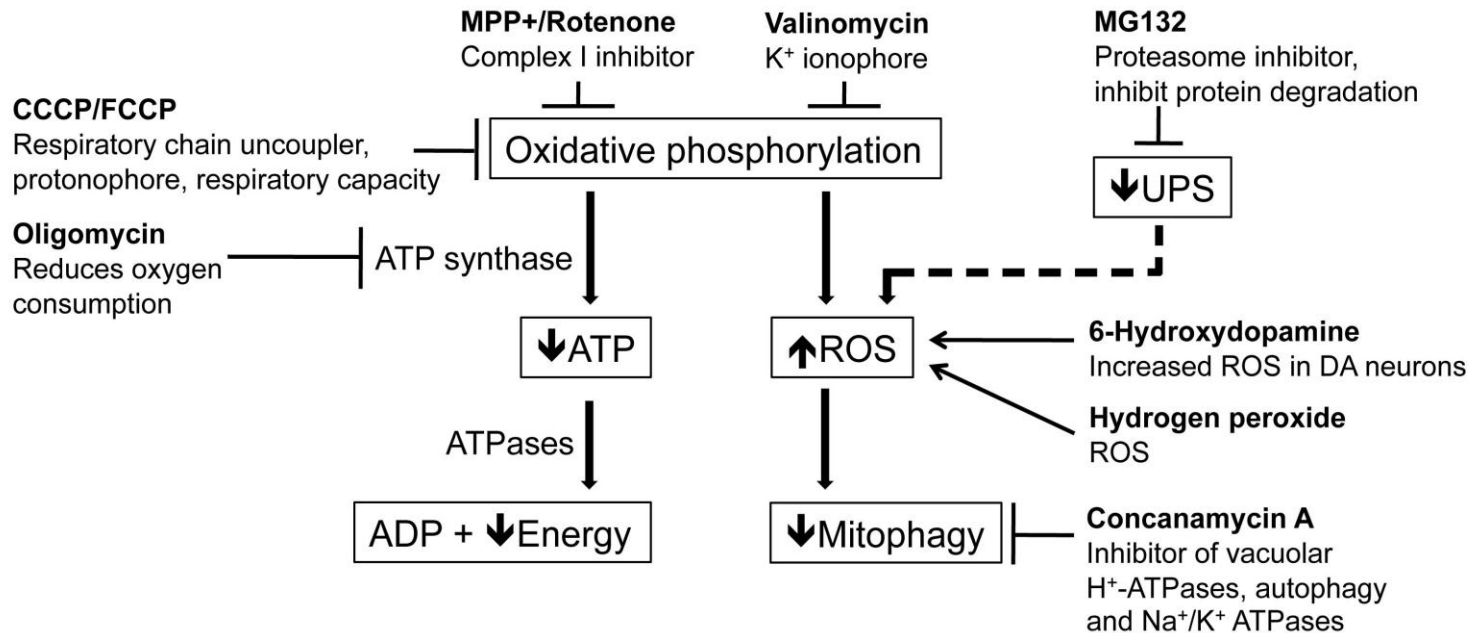 MPP+/Rotenone
Complex I inhibitor
Valinomycin
K⁺ ionophore
MG132
Proteasome inhibitor,
inhibit protein degradation
CCCP/FCCP
Respiratory chain uncoupler,
protonophore, respiratory capacity
Oxidative phosphorylation
↓UPS
Oligomycin
Reduces oxygen
consumption
ATP synthase
↓ATP
↑ROS
6-Hydroxydopamine
Increased ROS in DA neurons
Hydrogen peroxide
ROS
ATPases
ADP + ↓Energy
↓Mitophagy
Concanamycin A
Inhibitor of vacuolar
H⁺-ATPases, autophagy
and Na⁺/K⁺ ATPases